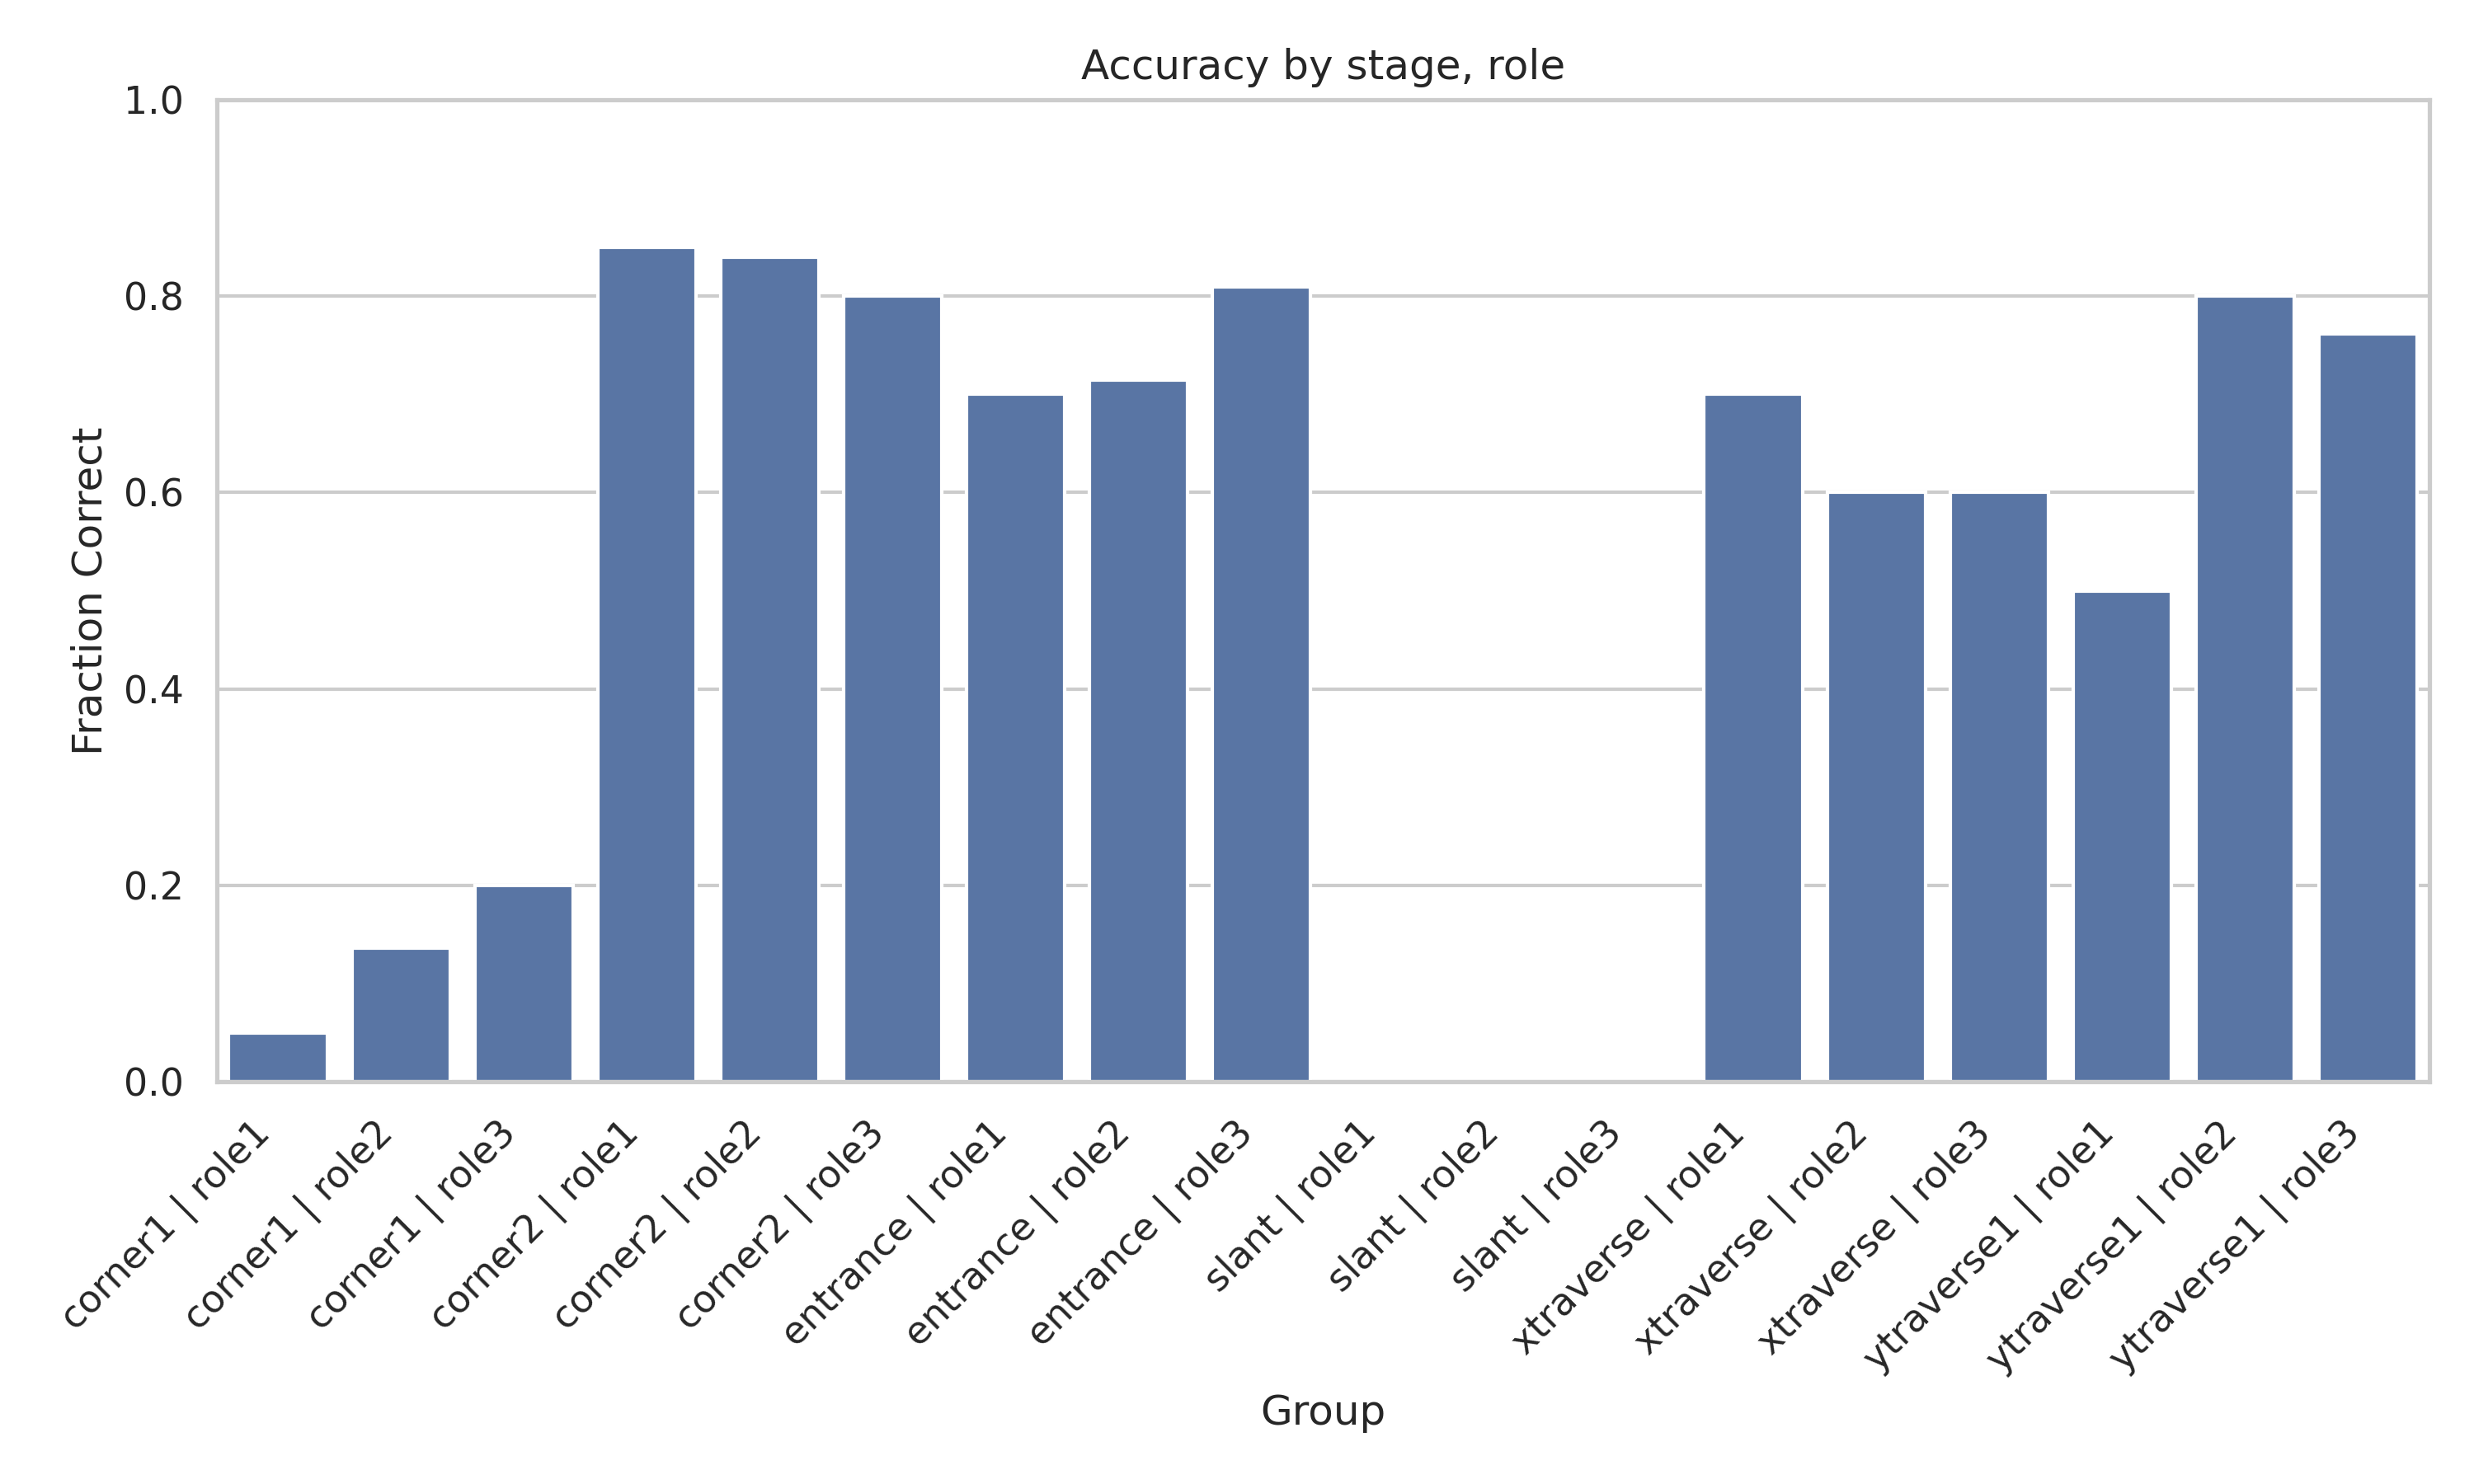 Accuracy by stage, role
1.0
0.8
0.6
0.4
0.2
0.0
Fraction Correct
corner1 | role1
corner1 | role2
corner1 | role3
corner2 | role1
corner2 | role2
corner2 | role3
entrance | role1
entrance | role2
entrance | role3
slant | role1
slant | role2
slant | role3
xtraverse | role1
xtraverse | role2
xtraverse | role3
ytraverse1 | role1
ytraverse1 | role2
ytraverse1 | role3
Group